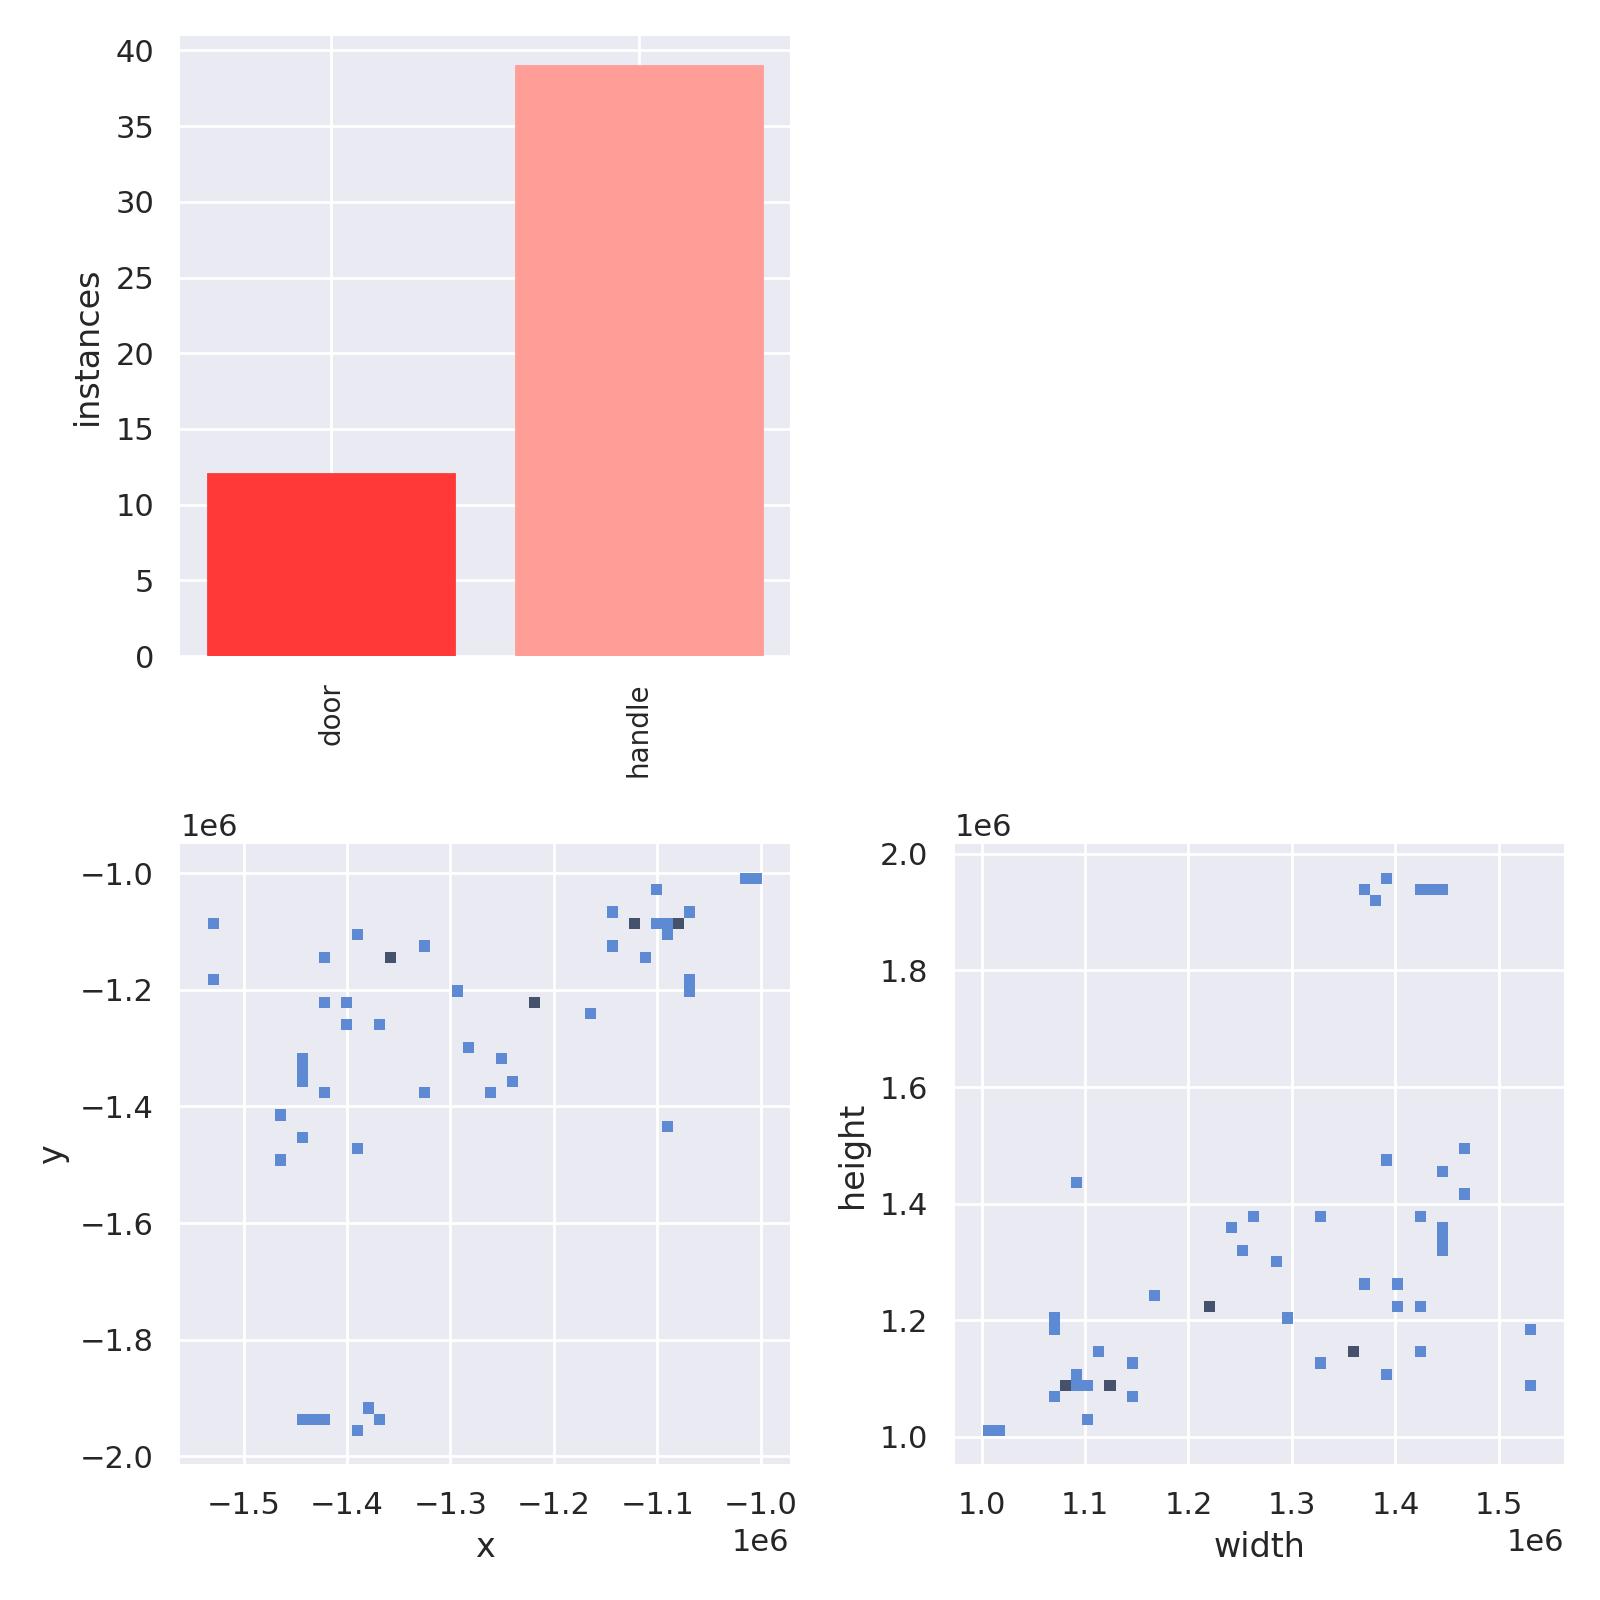 instances
40
35
30
25
20
15
10
5
0
door
handle
1e6
y
−1.0
−1.2
−1.4
−1.6
−1.8
−2.0
−1.5 −1.4 −1.3 −1.2 −1.1 −1.0
1e6
x
1e6
height
2.0
1.8
1.6
1.4
1.2
1.0
1.0 1.1 1.2 1.3 1.4 1.5
1e6
width